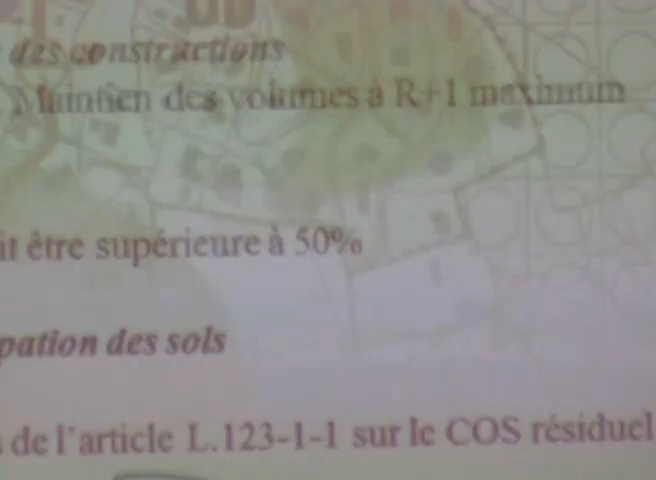 des constructions
Maintien des volumes à R+1 maximum
it être supérieure à 50%
pation des sols
de l'article L.123-1-1 sur le COS résiduel